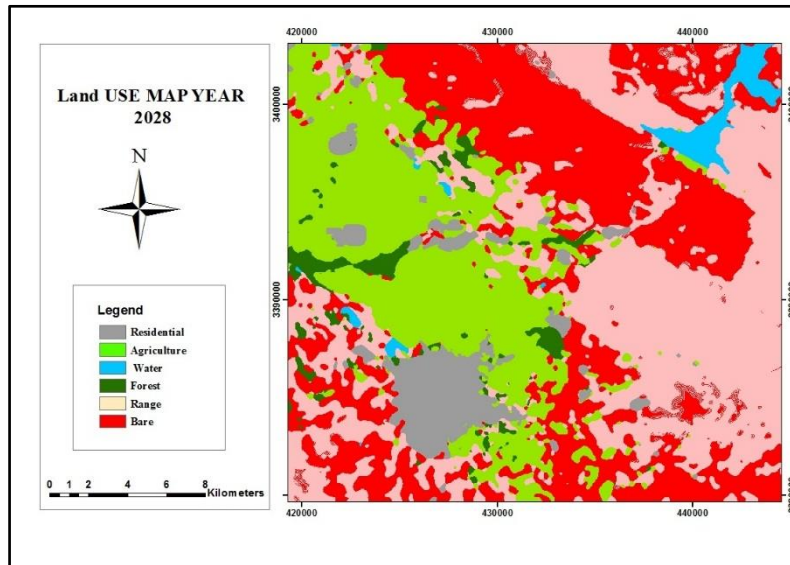 420000 430000 440000
Land USE MAP YEAR
2028
N
3400000
3390000
Legend
Residential
Agriculture
Water
Forest
Range
Bare
0 1 2 4 6 8
Kilometers
420000 430000 440000